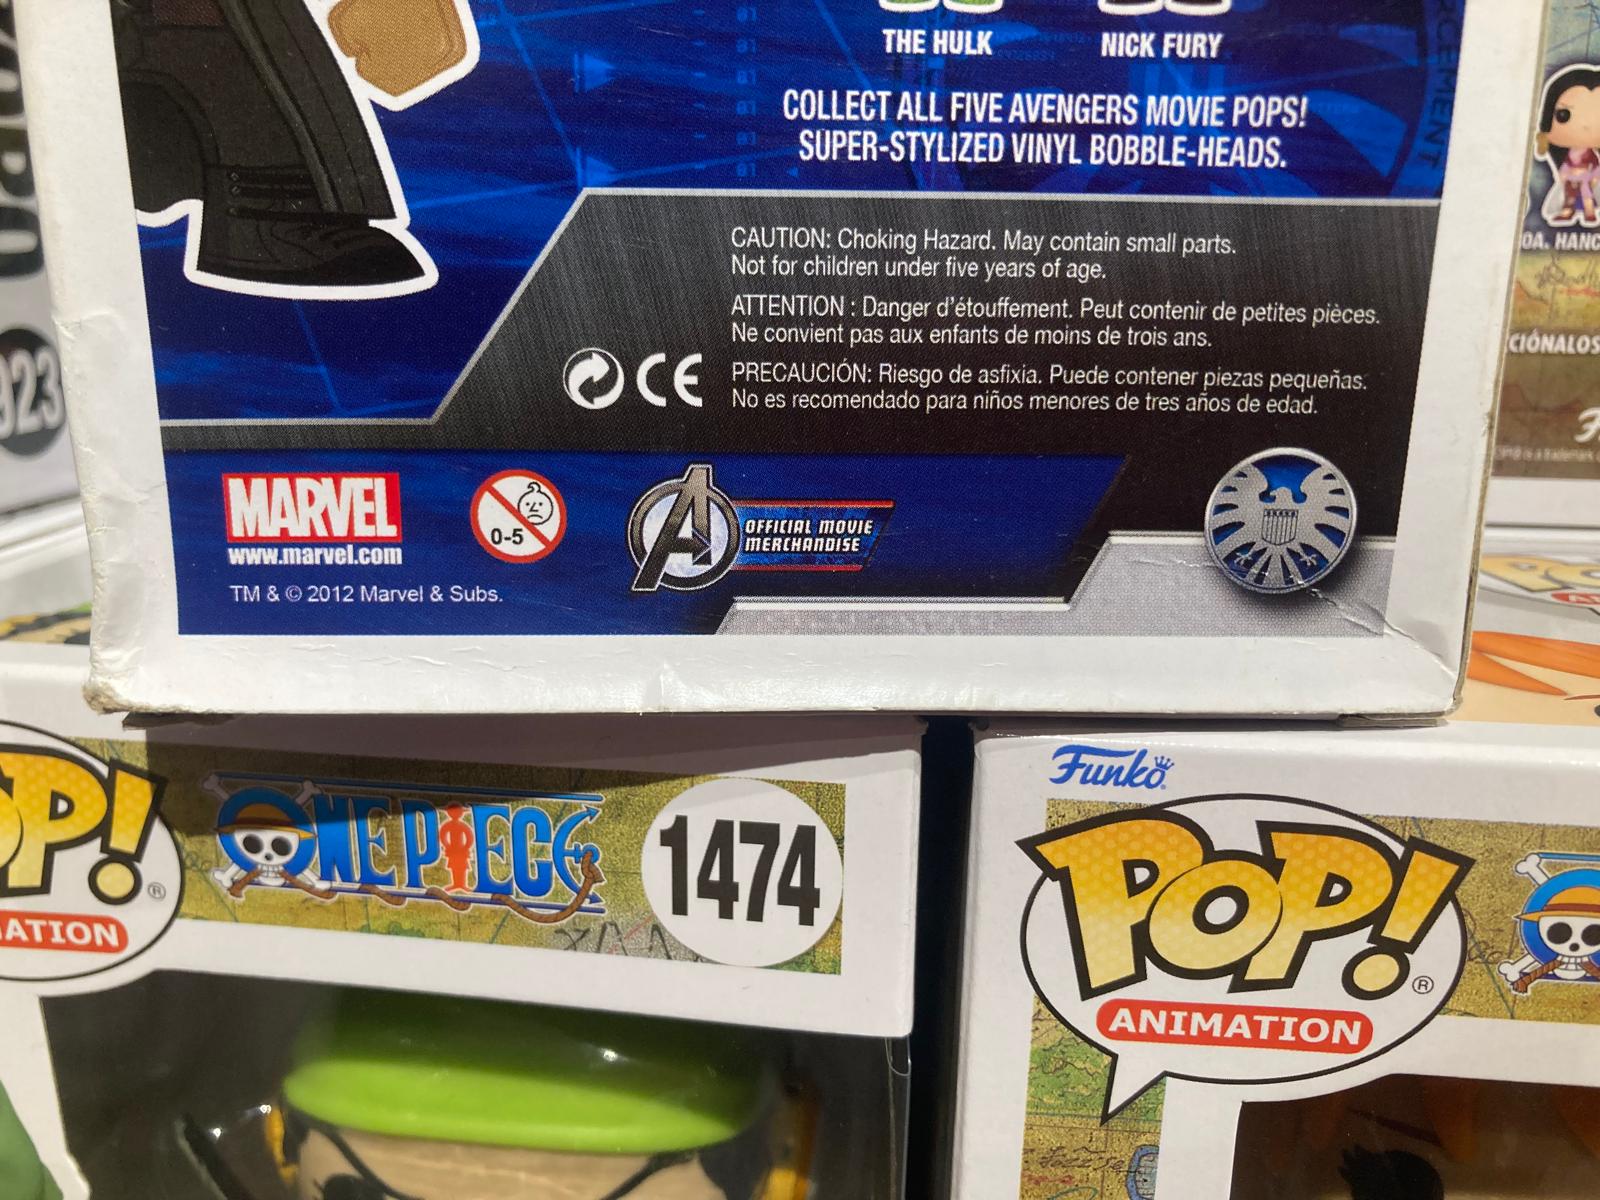 THE HULK
NICK FURY
COLLECT ALL FIVE AVENGERS MOVIE POPS!
SUPER-STYLIZED VINYL BOBBLE-HEADS.
CAUTION: Choking Hazard. May contain small parts.
Not for children under five years of age.
ATTENTION : Danger d'étouffement. Peut contenir de petites pièces.
Ne convient pas aux enfants de moins de trois ans.
CE
PRECAUCIÓN: Riesgo de asfixia. Puede contener piezas pequeñas.
No es recomendado para niños menores de tres años de edad.
MARVEL
www.marvel.com
TM & © 2012 Marvel & Subs.
0-5
A
OFFICIAL MOVIE
MERCHANDISE
923
ONE PIECE
1474
Funko
POP!
®
ANIMATION